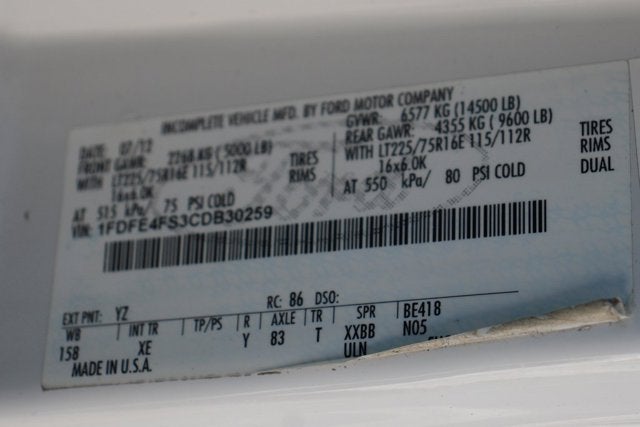 INCOMPLETE VEHICLE MFD. BY FORD MOTOR COMPANY
DATE: 07/12 GVWR: 6577 KG (14500 LB)
FRONT GAWR: 2268 KG (5000 LB) REAR GAWR: 4355 KG (9600 LB)
WITH LT225/75R16E 115/112R TIRES WITH LT225/75R16E 115/112R TIRES
16x6.0K RIMS 16x6.0K RIMS
AT 515 kPa/ 75 PSI COLD AT 550 kPa/ 80 PSI COLD DUAL
VIN: 1FDFE4FS3CDB30259
EXT PNT: YZ RC: 86 DSO:
WB INT TR TP/PS R AXLE TR SPR BE418
158 XE Y 83 T XXBB N05
MADE IN U.S.A. ULN